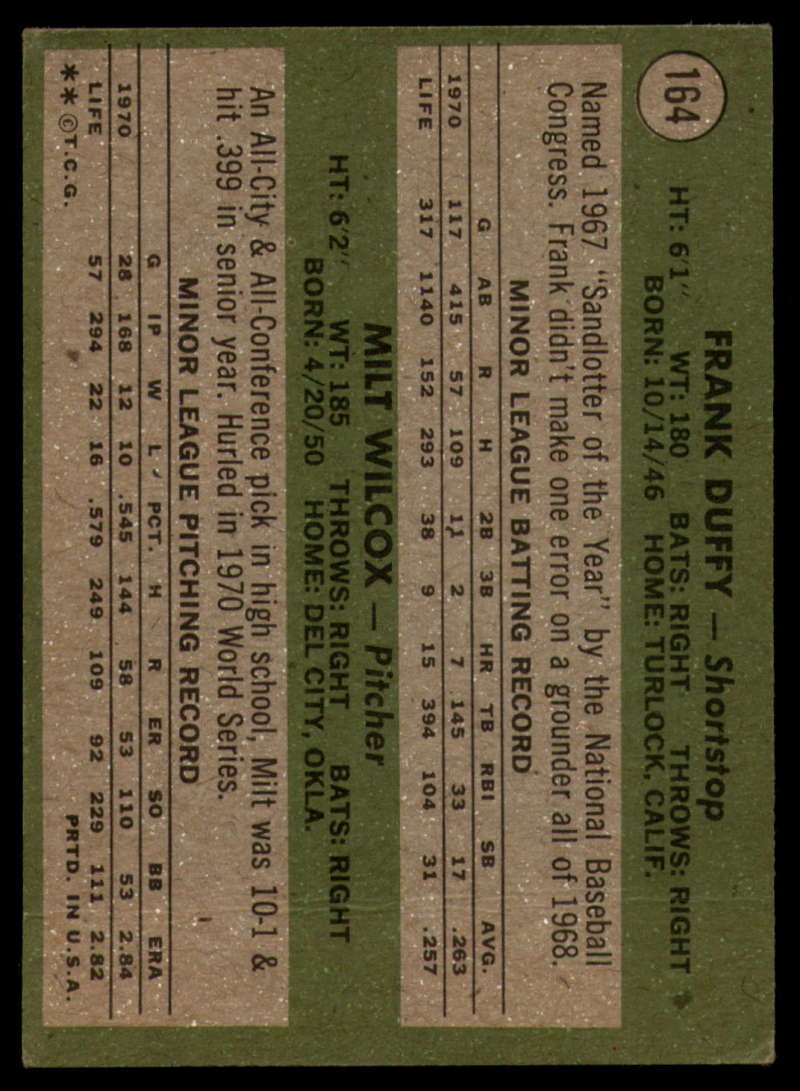 164
FRANK DUFFY — Shortstop
HT: 6'1" WT: 180 BATS: RIGHT THROWS: RIGHT
BORN: 10/14/46 HOME: TURLOCK, CALIF.
Named 1967 "Sandlotter of the Year" by the National Baseball
Congress. Frank didn't make one error on a grounder all of 1968.
MINOR LEAGUE BATTING RECORD
G AB R H 2B 3B HR TB RBI SB AVG.
1970 117 415 57 109 11 2 7 145 33 17 .263
LIFE 317 1140 152 293 38 9 15 394 104 31 .257
MILT WILCOX — Pitcher
HT: 6'2" WT: 185 THROWS: RIGHT BATS: RIGHT
BORN: 4/20/50 HOME: DEL CITY, OKLA.
An All-City & All-Conference pick in high school, Milt was 10-1 &
hit .399 in senior year. Hurled in 1970 World Series.
MINOR LEAGUE PITCHING RECORD
G IP W L PCT. H R ER SO BB ERA
1970 28 168 12 10 .545 144 58 53 110 53 2.84
LIFE 57 294 22 16 .579 249 109 92 229 111 2.82
**©T.C.G. PRTD. IN U.S.A.